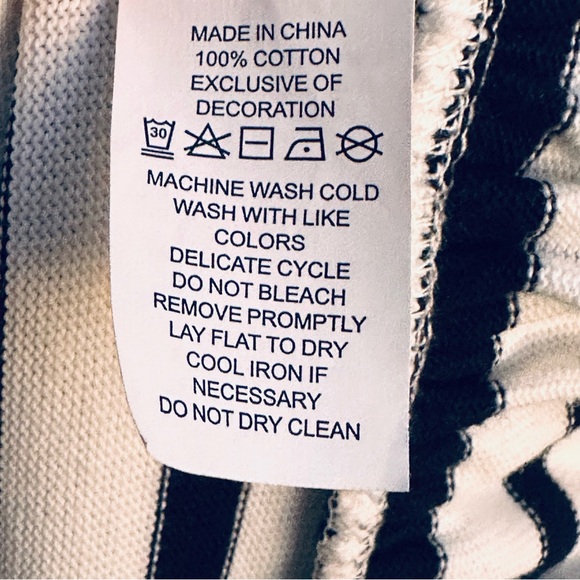 MADE IN CHINA
100% COTTON
EXCLUSIVE OF
DECORATION
30
MACHINE WASH COLD
WASH WITH LIKE
COLORS
DELICATE CYCLE
DO NOT BLEACH
REMOVE PROMPTLY
LAY FLAT TO DRY
COOL IRON IF
NECESSARY
DO NOT DRY CLEAN